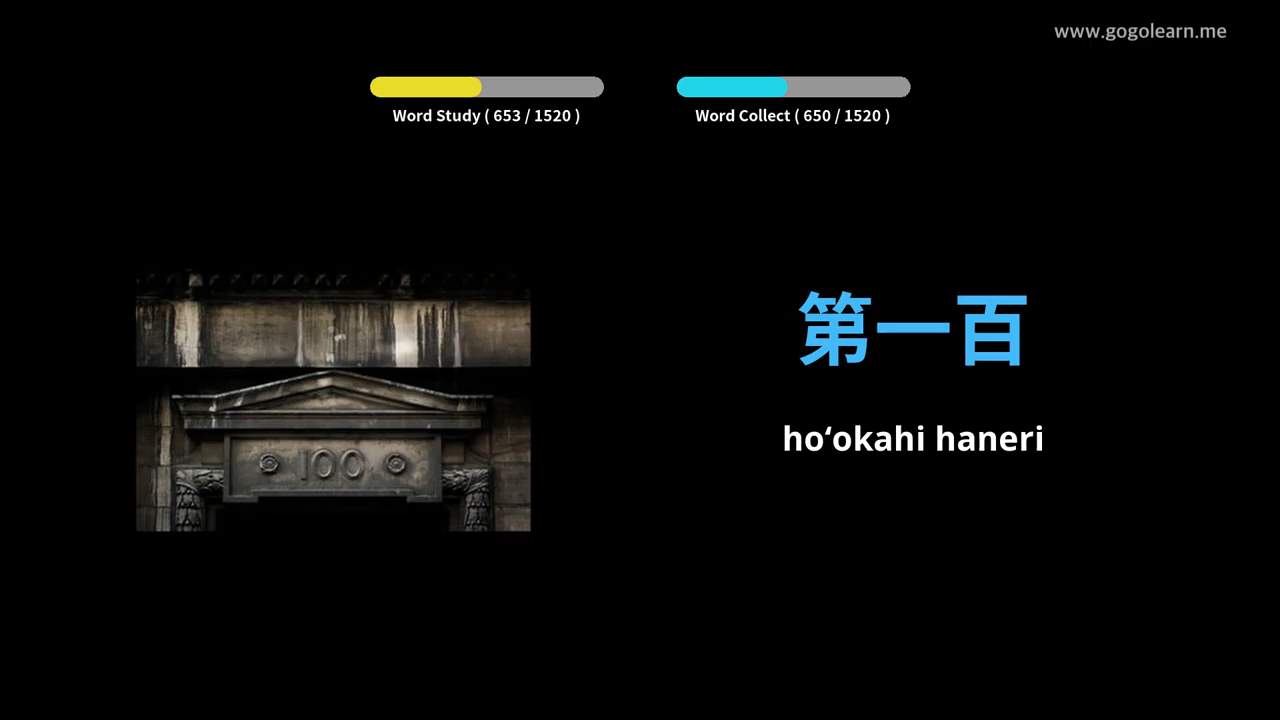 www.gogolearn.me
Word Study ( 653 / 1520 )
Word Collect ( 650 / 1520 )
第一百
hoʻokahi haneri
100